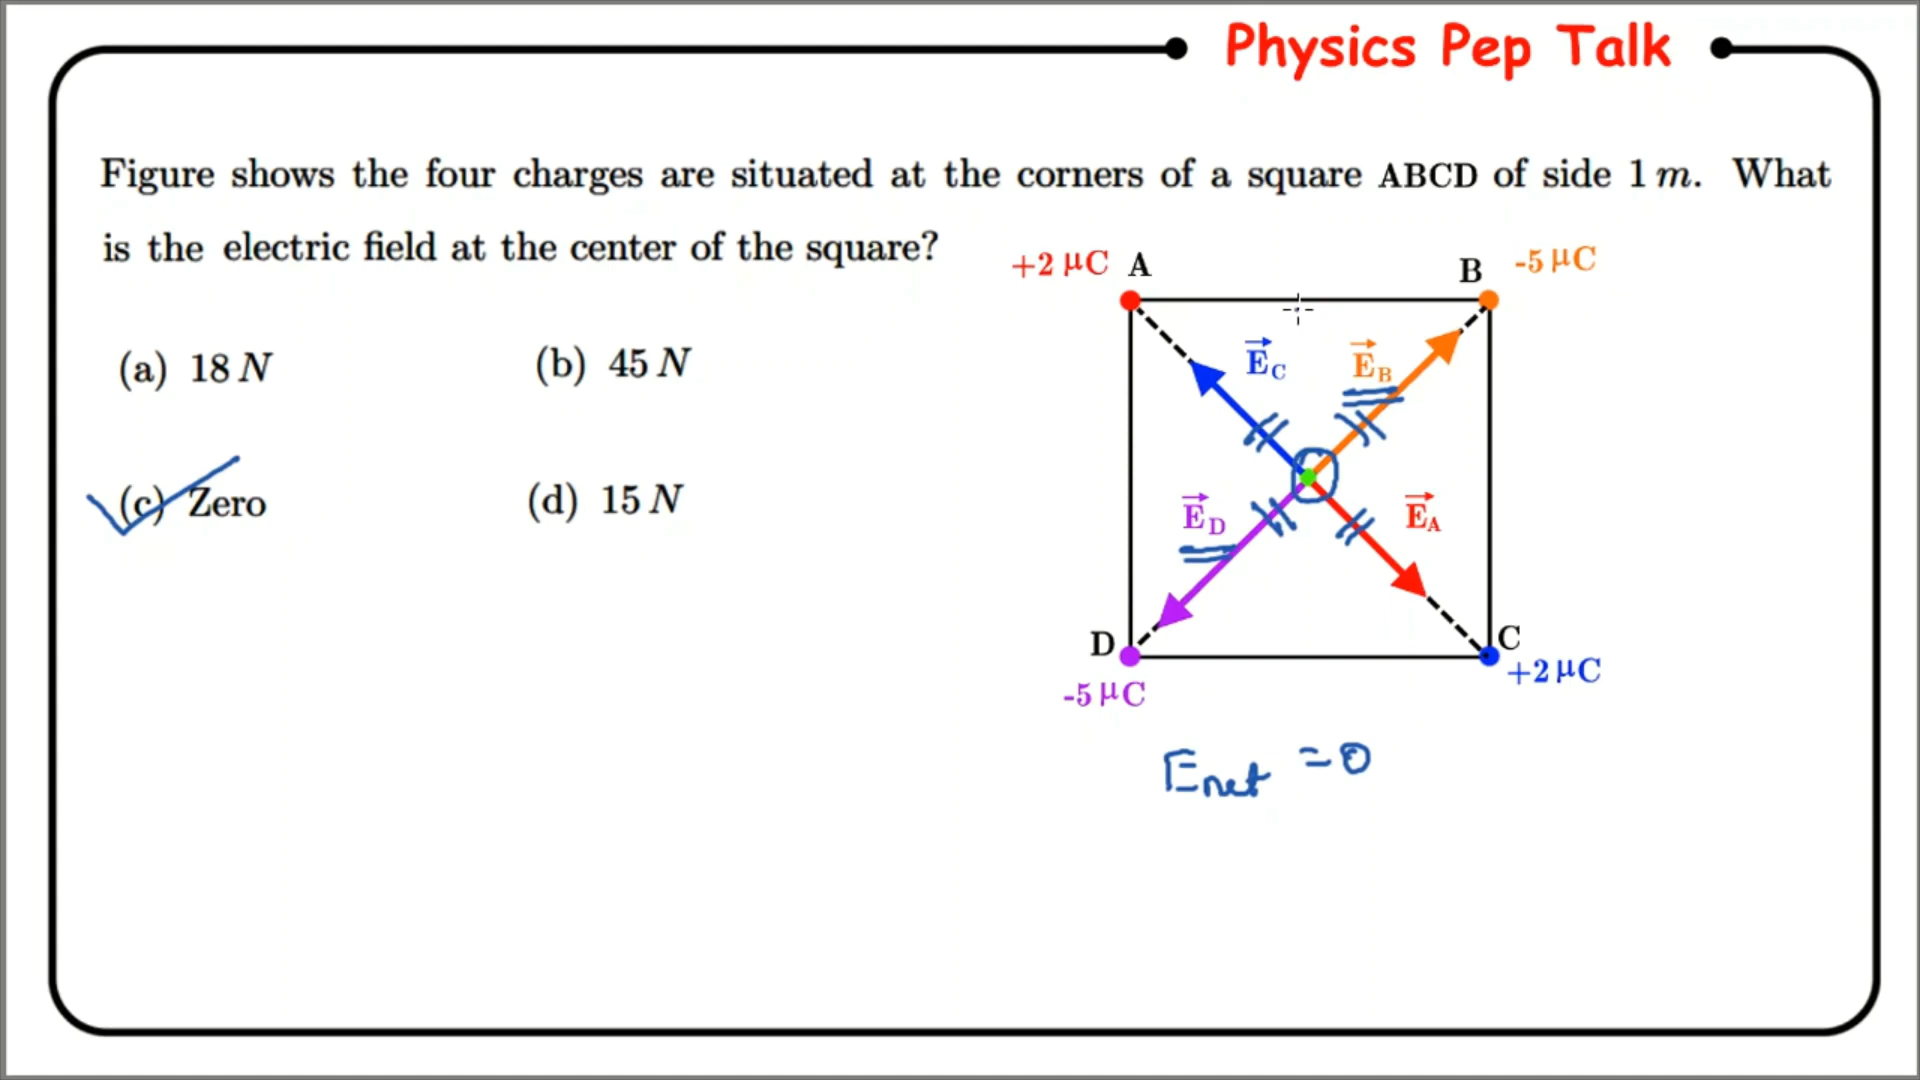 Physics Pep Talk
Figure shows the four charges are situated at the corners of a square ABCD of side 1 m. What
is the electric field at the center of the square?
(a) 18 N
(b) 45 N
(c) Zero
(d) 15 N
+2 μC A
B -5 μC
E⃗C
E⃗B
E⃗D
E⃗A
D
-5 μC
C
+2 μC
Enet = 0